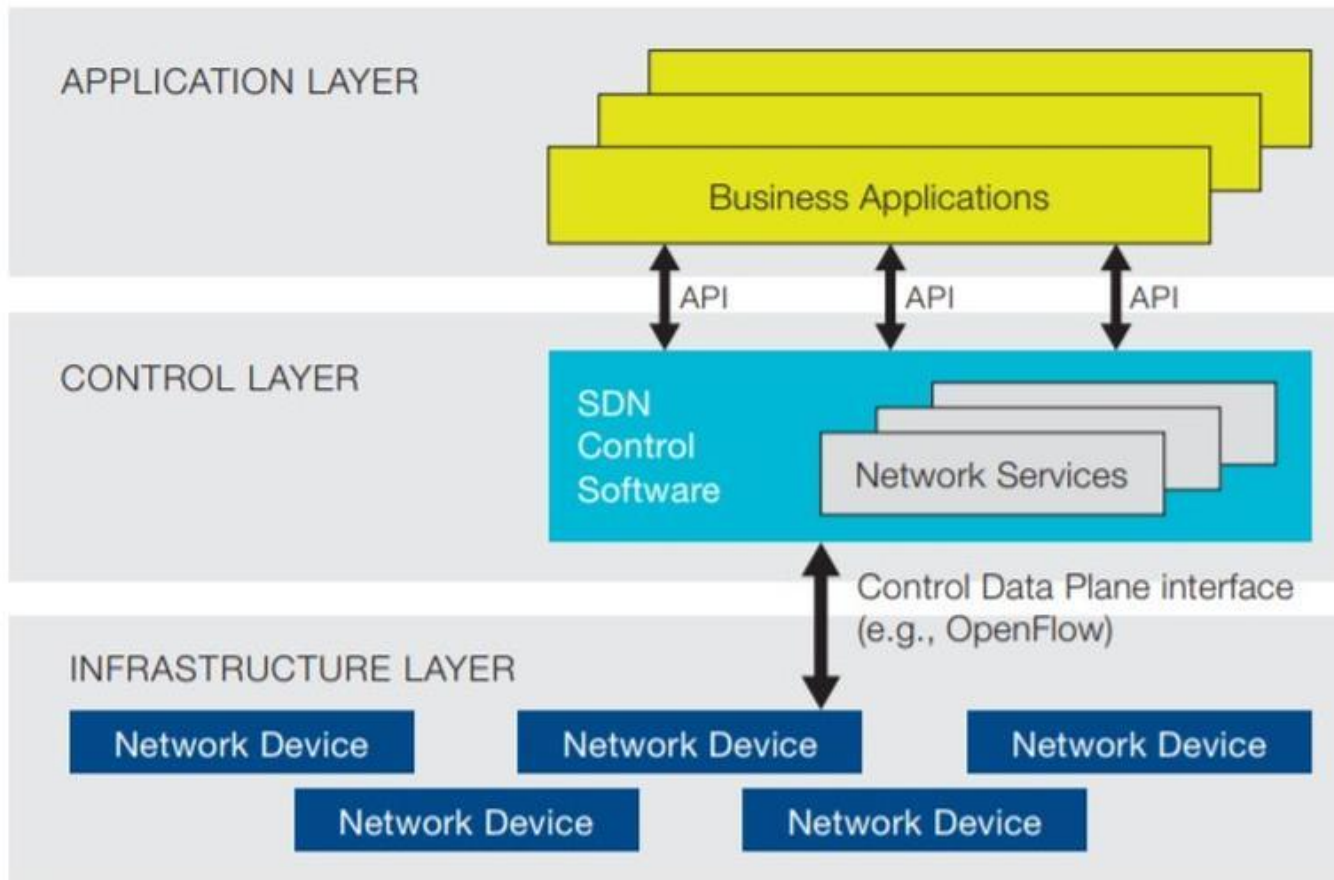 APPLICATION LAYER
Business Applications
API
API
API
CONTROL LAYER
SDN
Control
Software
Network Services
Control Data Plane interface
(e.g., OpenFlow)
INFRASTRUCTURE LAYER
Network Device
Network Device
Network Device
Network Device
Network Device